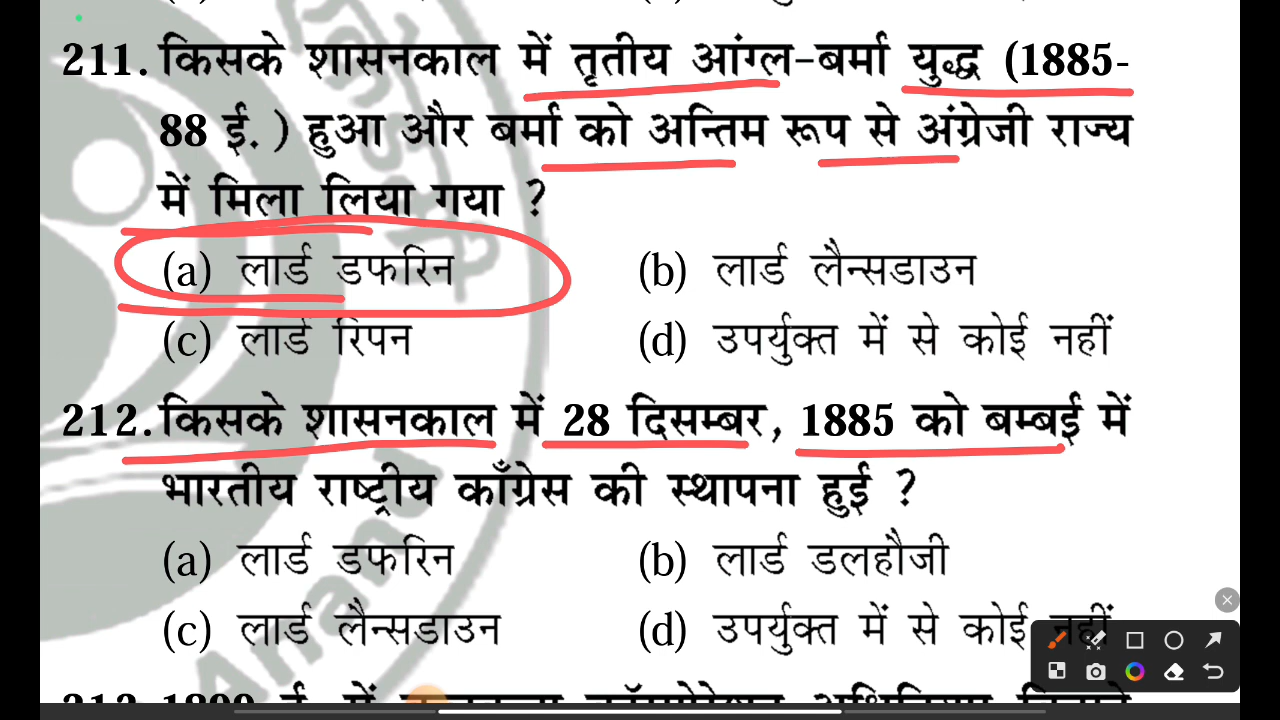 211. किसके शासनकाल में तृतीय आंग्ल-बर्मा युद्ध (1885-
88 ई. ) हुआ और बर्मा को अन्तिम रूप से अंग्रेजी राज्य
में मिला लिया गया ?
(a) लार्ड डफरिन (b) लार्ड लैन्सडाउन
(c) लार्ड रिपन (d) उपर्युक्त में से कोई नहीं
212. किसके शासनकाल में 28 दिसम्बर, 1885 को बम्बई में
भारतीय राष्ट्रीय काँग्रेस की स्थापना हुई ?
(a) लार्ड डफरिन (b) लार्ड डलहौजी
(c) लार्ड लैन्सडाउन (d) उपर्युक्त में से कोई नहीं
Anand